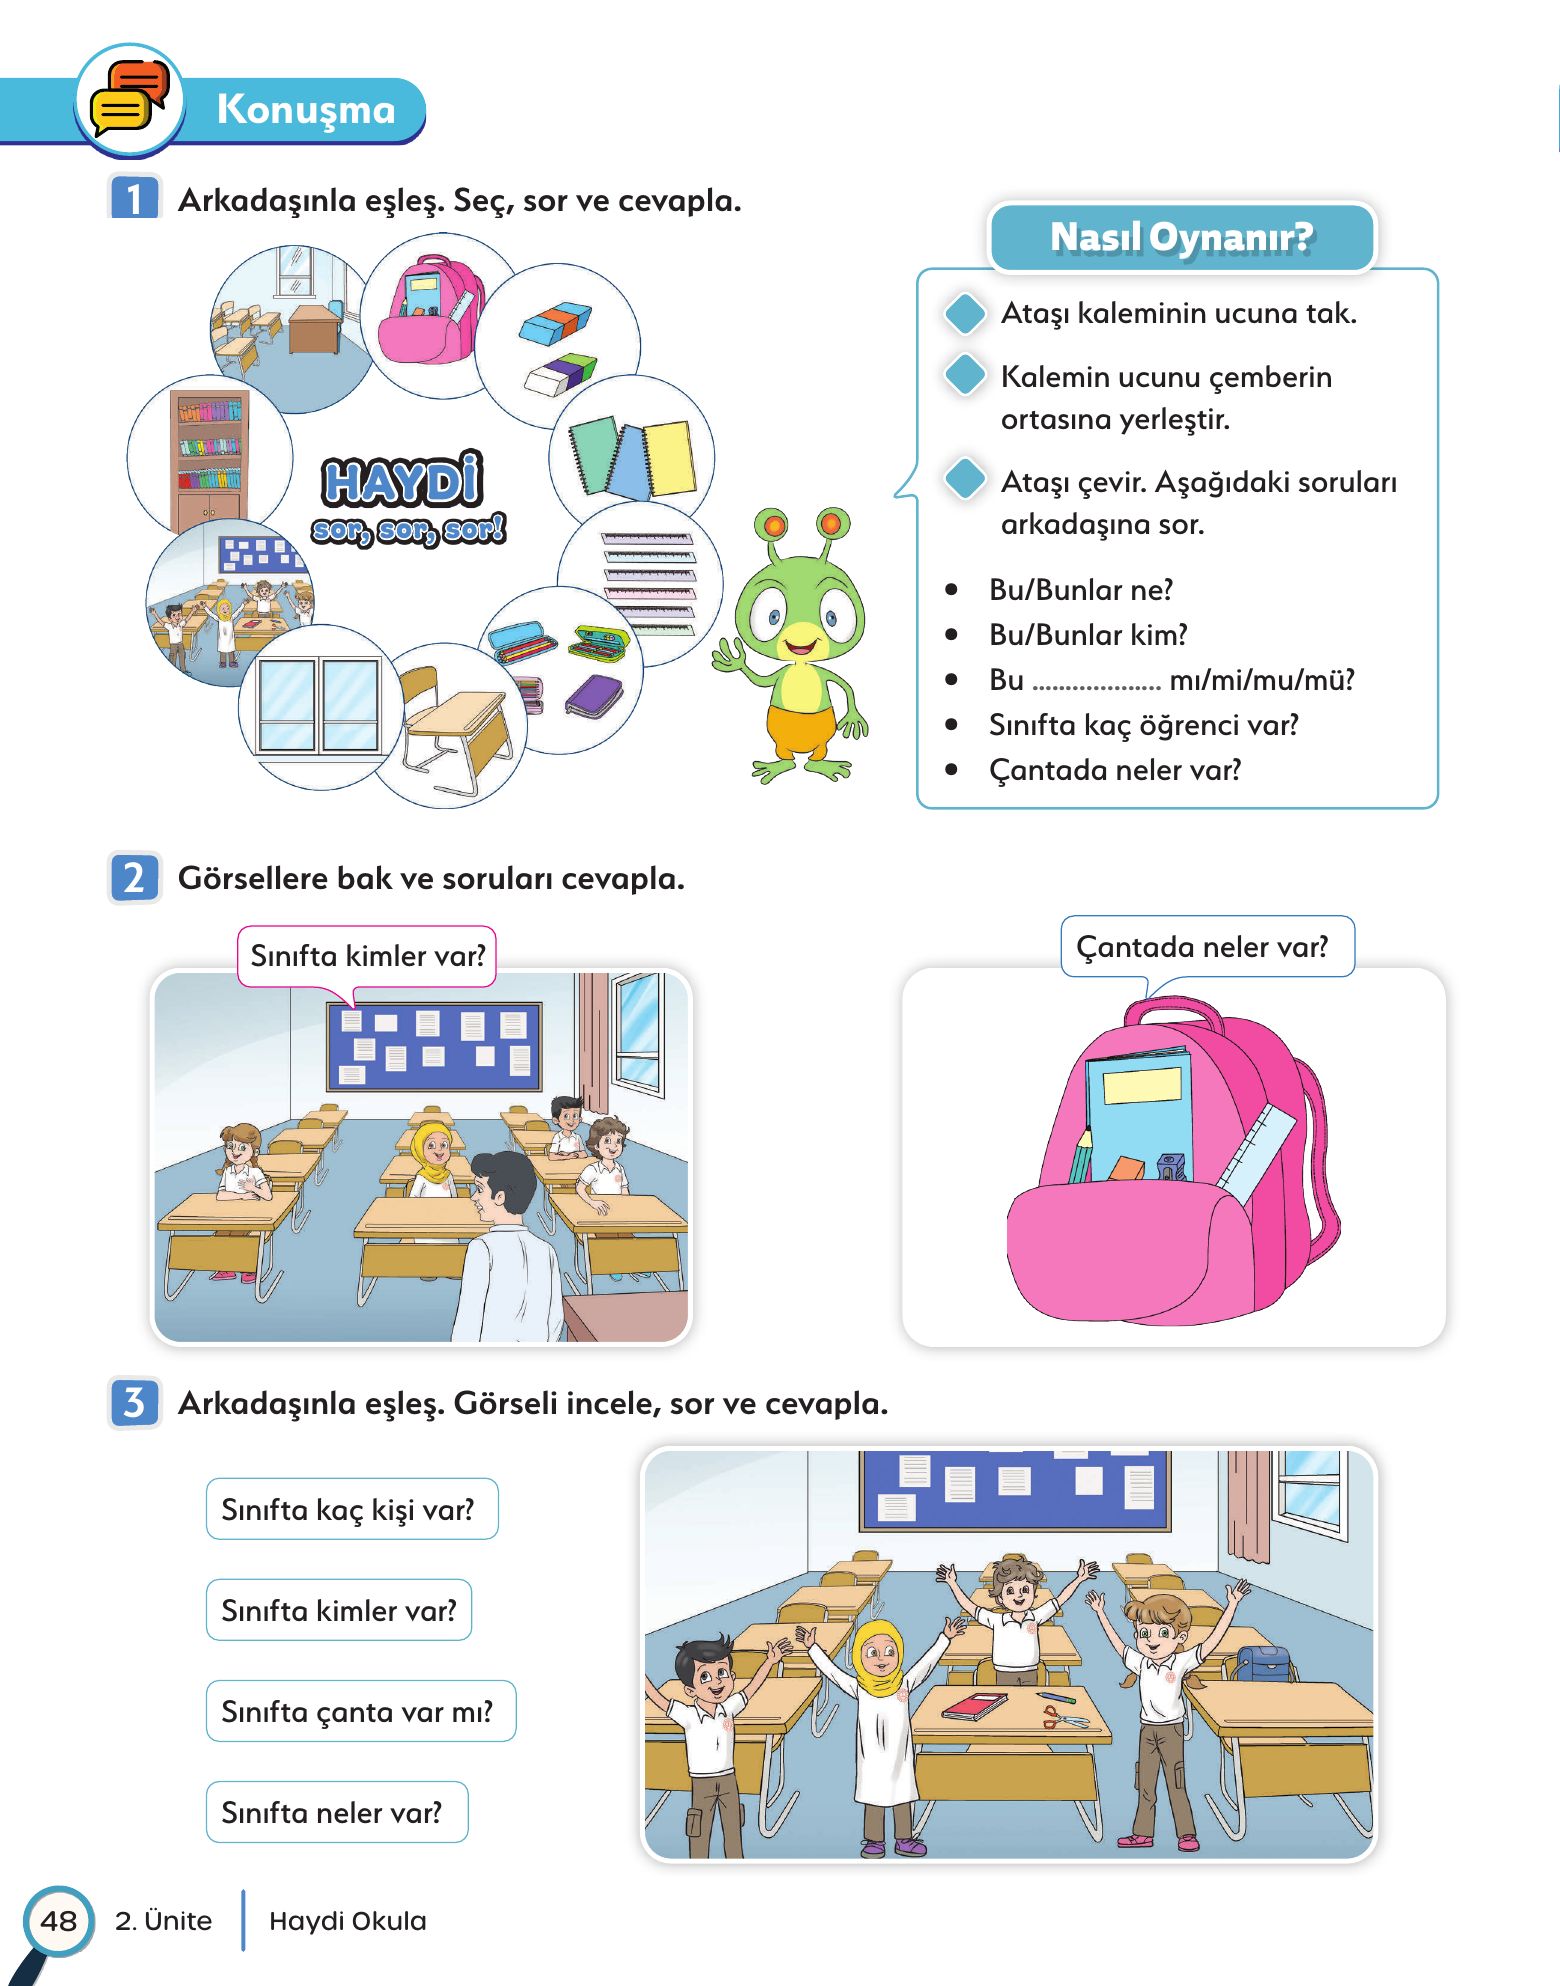 Konuşma
1 Arkadaşınla eşleş. Seç, sor ve cevapla.
HAYDİ
sor, sor, sor!
Nasıl Oynanır?
Ataşı kaleminin ucuna tak.
Kalemin ucunu çemberin
ortasına yerleştir.
Ataşı çevir. Aşağıdaki soruları
arkadaşına sor.
• Bu/Bunlar ne?
• Bu/Bunlar kim?
• Bu ................... mı/mi/mu/mü?
• Sınıfta kaç öğrenci var?
• Çantada neler var?
2 Görsellere bak ve soruları cevapla.
Sınıfta kimler var?
Çantada neler var?
3 Arkadaşınla eşleş. Görseli incele, sor ve cevapla.
Sınıfta kaç kişi var?
Sınıfta kimler var?
Sınıfta çanta var mı?
Sınıfta neler var?
48 2. Ünite Haydi Okula